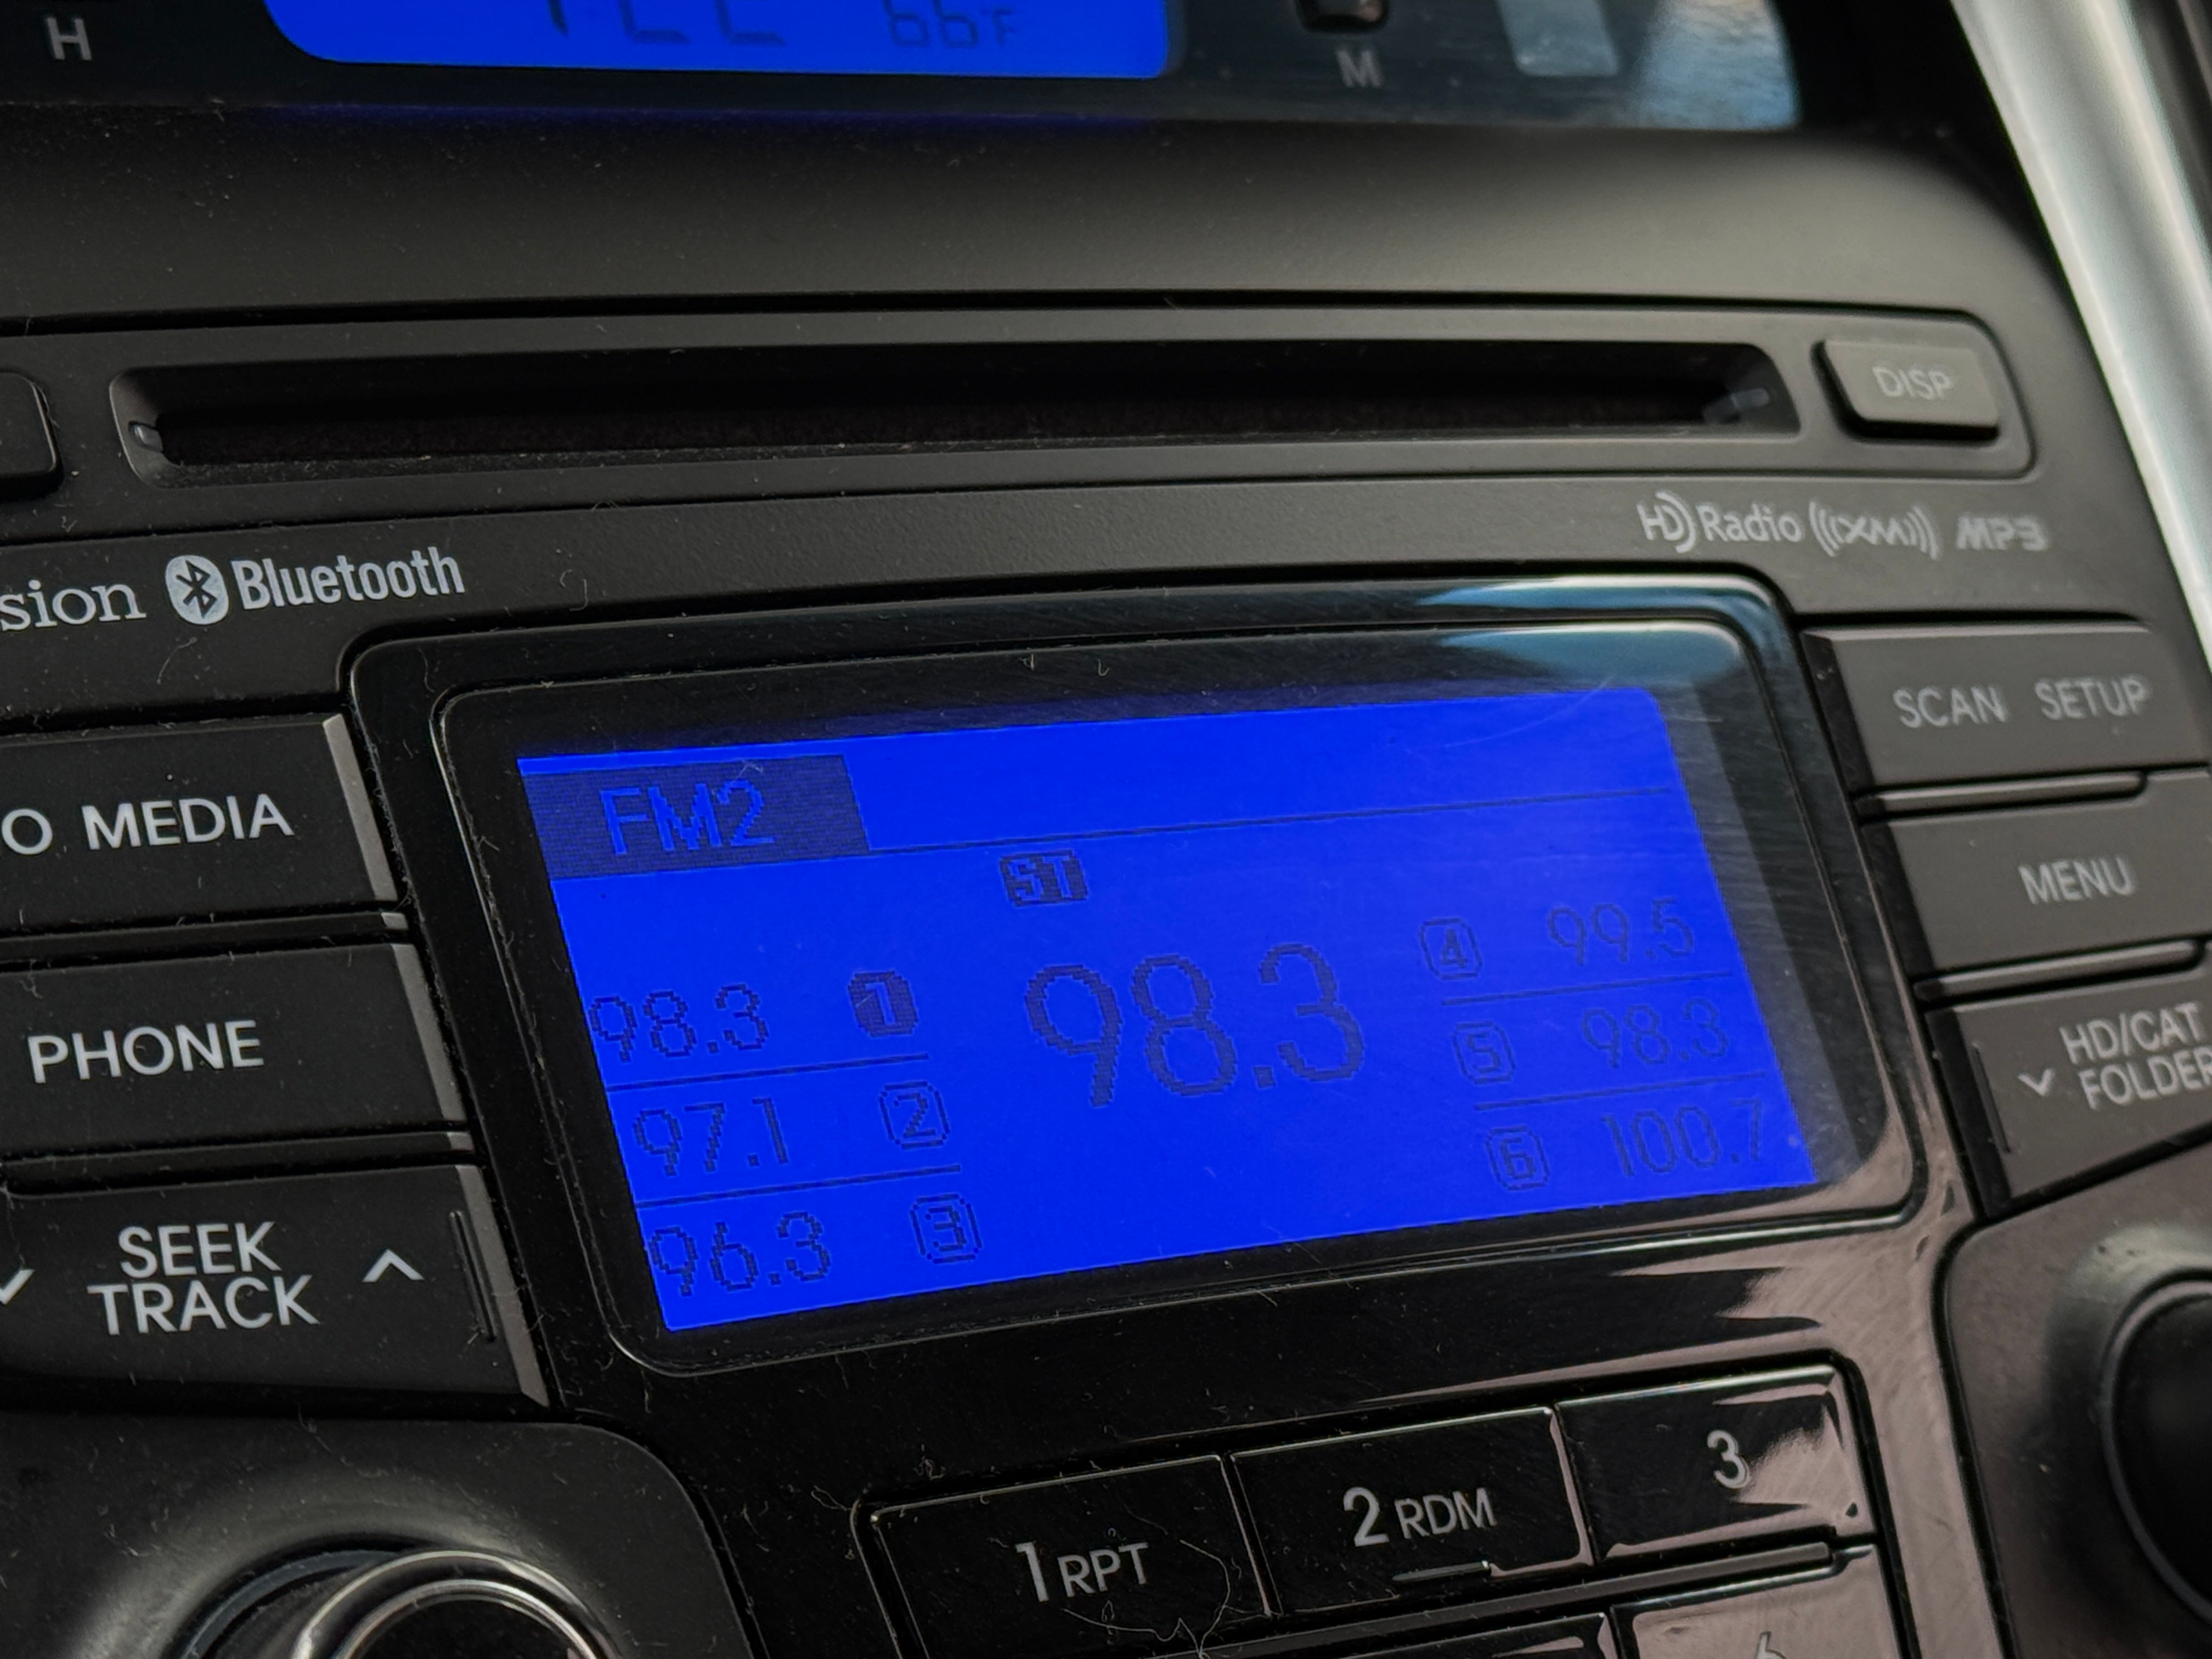 H
66°F
M
DISP
HD Radio ((XM)) MP3
Bluetooth
SCAN SETUP
FM2
MEDIA
ST
MENU
98.3 1
98.3
4 99.5
PHONE
97.1 2
5 98.3
HD/CAT
FOLDER
96.3 3
6 100.7
SEEK
TRACK
1 RPT
2 RDM
3